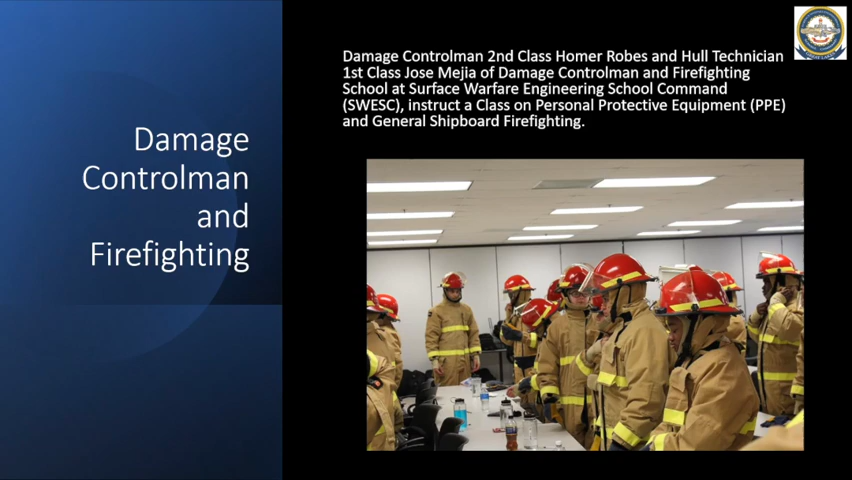 Damage
Controlman
and
Firefighting
Damage Controlman 2nd Class Homer Robes and Hull Technician
1st Class Jose Mejia of Damage Controlman and Firefighting
School at Surface Warfare Engineering School Command
(SWESC), instruct a Class on Personal Protective Equipment (PPE)
and General Shipboard Firefighting.